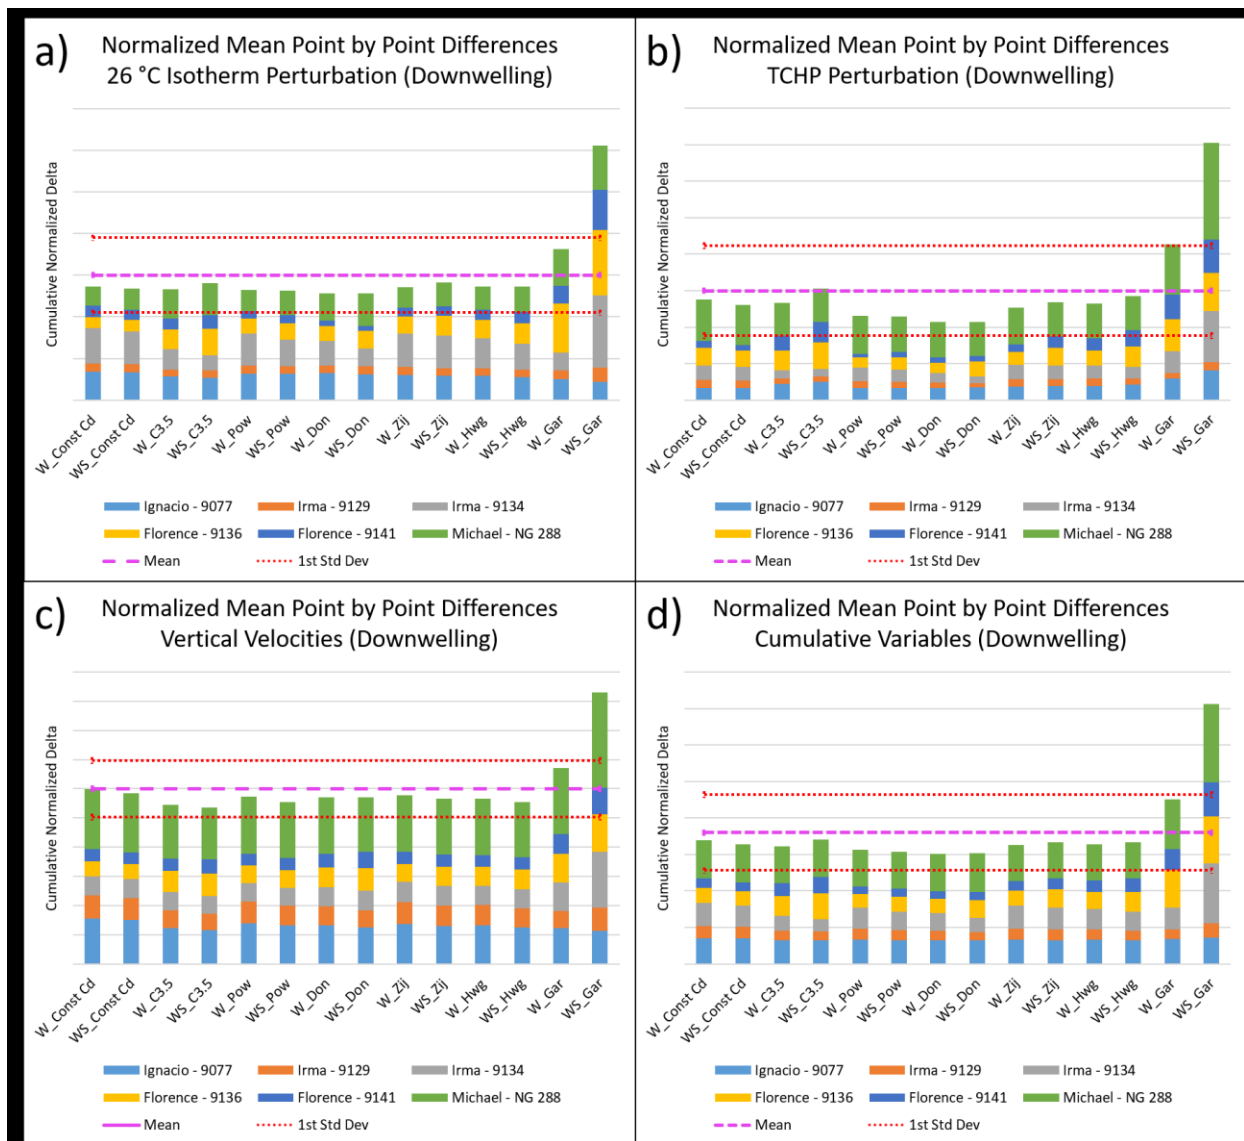 a)
Normalized Mean Point by Point Differences
26 °C Isotherm Perturbation (Downwelling)
Cumulative Normalized Delta
W_Const Cd
WS_Const Cd
W_C3.5
WS_C3.5
W_Pow
WS_Pow
W_Don
WS_Don
W_Zij
WS_Zij
W_Hwg
WS_Hwg
W_Gar
WS_Gar
Ignacio - 9077 Irma - 9129 Irma - 9134
Florence - 9136 Florence - 9141 Michael - NG 288
Mean 1st Std Dev
b)
Normalized Mean Point by Point Differences
TCHP Perturbation (Downwelling)
Cumulative Normalized Delta
W_Const Cd
WS_Const Cd
W_C3.5
WS_C3.5
W_Pow
WS_Pow
W_Don
WS_Don
W_Zij
WS_Zij
W_Hwg
WS_Hwg
W_Gar
WS_Gar
Ignacio - 9077 Irma - 9129 Irma - 9134
Florence - 9136 Florence - 9141 Michael - NG 288
Mean 1st Std Dev
c)
Normalized Mean Point by Point Differences
Vertical Velocities (Downwelling)
Cumulative Normalized Delta
W_Const Cd
WS_Const Cd
W_C3.5
WS_C3.5
W_Pow
WS_Pow
W_Don
WS_Don
W_Zij
WS_Zij
W_Hwg
WS_Hwg
W_Gar
WS_Gar
Ignacio - 9077 Irma - 9129 Irma - 9134
Florence - 9136 Florence - 9141 Michael - NG 288
Mean 1st Std Dev
d)
Normalized Mean Point by Point Differences
Cumulative Variables (Downwelling)
Cumulative Normalized Delta
W_Const Cd
WS_Const Cd
W_C3.5
WS_C3.5
W_Pow
WS_Pow
W_Don
WS_Don
W_Zij
WS_Zij
W_Hwg
WS_Hwg
W_Gar
WS_Gar
Ignacio - 9077 Irma - 9129 Irma - 9134
Florence - 9136 Florence - 9141 Michael - NG 288
Mean 1st Std Dev